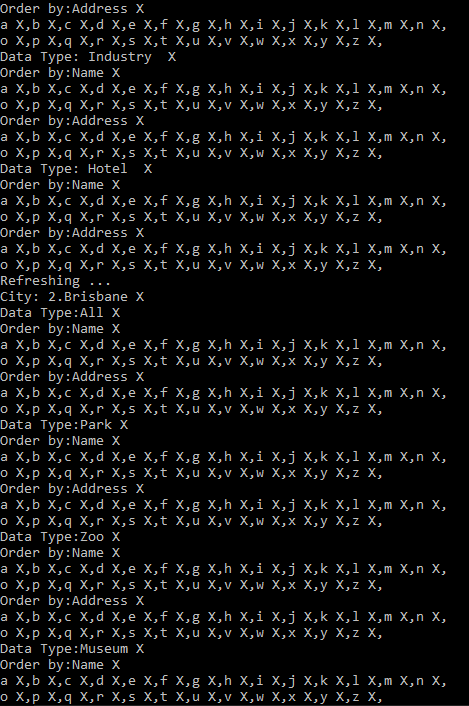 Order by:Address X
a X,b X,c X,d X,e X,f X,g X,h X,i X,j X,k X,l X,m X,n X,
o X,p X,q X,r X,s X,t X,u X,v X,w X,x X,y X,z X,
Data Type: Industry  X
Order by:Name X
a X,b X,c X,d X,e X,f X,g X,h X,i X,j X,k X,l X,m X,n X,
o X,p X,q X,r X,s X,t X,u X,v X,w X,x X,y X,z X,
Order by:Address X
a X,b X,c X,d X,e X,f X,g X,h X,i X,j X,k X,l X,m X,n X,
o X,p X,q X,r X,s X,t X,u X,v X,w X,x X,y X,z X,
Data Type: Hotel  X
Order by:Name X
a X,b X,c X,d X,e X,f X,g X,h X,i X,j X,k X,l X,m X,n X,
o X,p X,q X,r X,s X,t X,u X,v X,w X,x X,y X,z X,
Order by:Address X
a X,b X,c X,d X,e X,f X,g X,h X,i X,j X,k X,l X,m X,n X,
o X,p X,q X,r X,s X,t X,u X,v X,w X,x X,y X,z X,
Refreshing ...
City: 2.Brisbane X
Data Type:All X
Order by:Name X
a X,b X,c X,d X,e X,f X,g X,h X,i X,j X,k X,l X,m X,n X,
o X,p X,q X,r X,s X,t X,u X,v X,w X,x X,y X,z X,
Order by:Address X
a X,b X,c X,d X,e X,f X,g X,h X,i X,j X,k X,l X,m X,n X,
o X,p X,q X,r X,s X,t X,u X,v X,w X,x X,y X,z X,
Data Type:Park X
Order by:Name X
a X,b X,c X,d X,e X,f X,g X,h X,i X,j X,k X,l X,m X,n X,
o X,p X,q X,r X,s X,t X,u X,v X,w X,x X,y X,z X,
Order by:Address X
a X,b X,c X,d X,e X,f X,g X,h X,i X,j X,k X,l X,m X,n X,
o X,p X,q X,r X,s X,t X,u X,v X,w X,x X,y X,z X,
Data Type:Zoo X
Order by:Name X
a X,b X,c X,d X,e X,f X,g X,h X,i X,j X,k X,l X,m X,n X,
o X,p X,q X,r X,s X,t X,u X,v X,w X,x X,y X,z X,
Order by:Address X
a X,b X,c X,d X,e X,f X,g X,h X,i X,j X,k X,l X,m X,n X,
o X,p X,q X,r X,s X,t X,u X,v X,w X,x X,y X,z X,
Data Type:Museum X
Order by:Name X
a X,b X,c X,d X,e X,f X,g X,h X,i X,j X,k X,l X,m X,n X,
o X,p X,q X,r X,s X,t X,u X,v X,w X,x X,y X,z X,